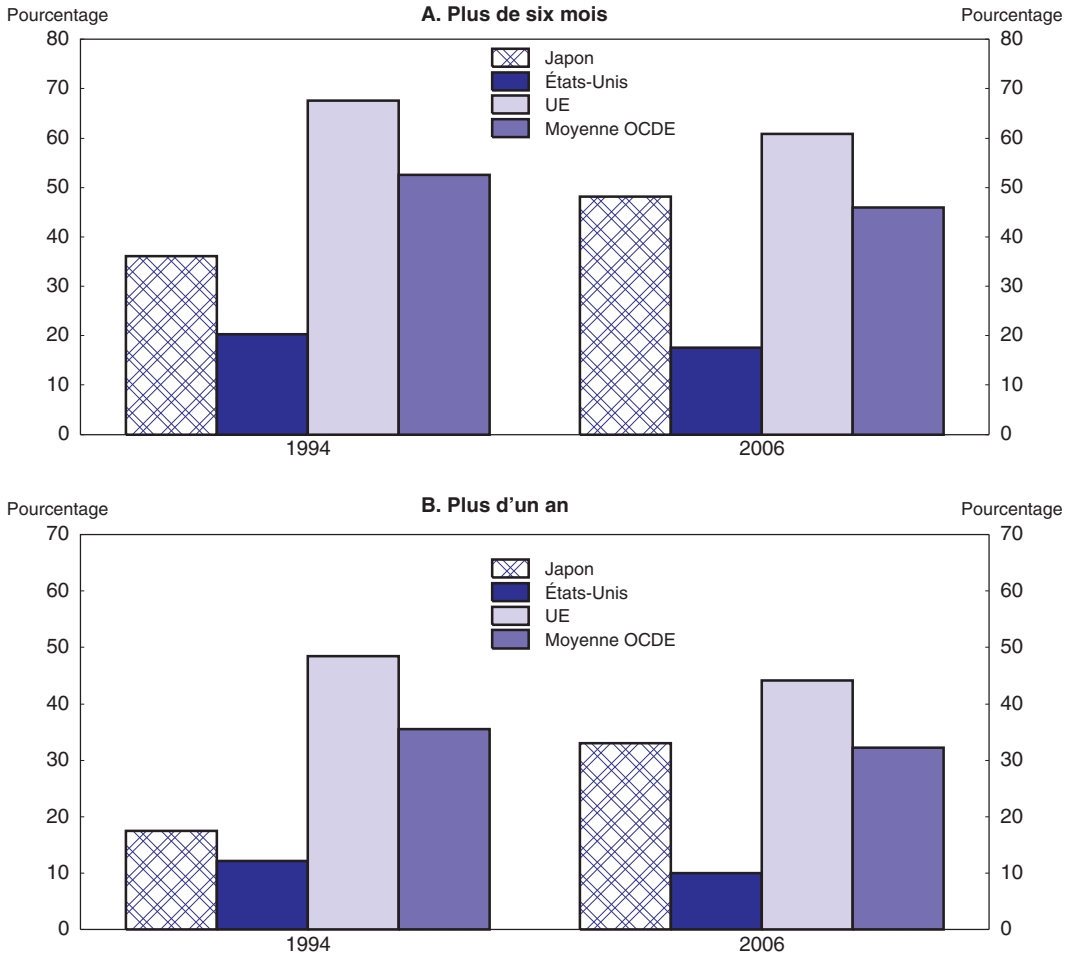 A. Plus de six mois
Pourcentage Pourcentage
80 80
70 70
60 60
50 50
40 40
30 30
20 20
10 10
0 0
Japon
États-Unis
UE
Moyenne OCDE
1994 2006
B. Plus d'un an
Pourcentage Pourcentage
70 70
60 60
50 50
40 40
30 30
20 20
10 10
0 0
Japon
États-Unis
UE
Moyenne OCDE
1994 2006